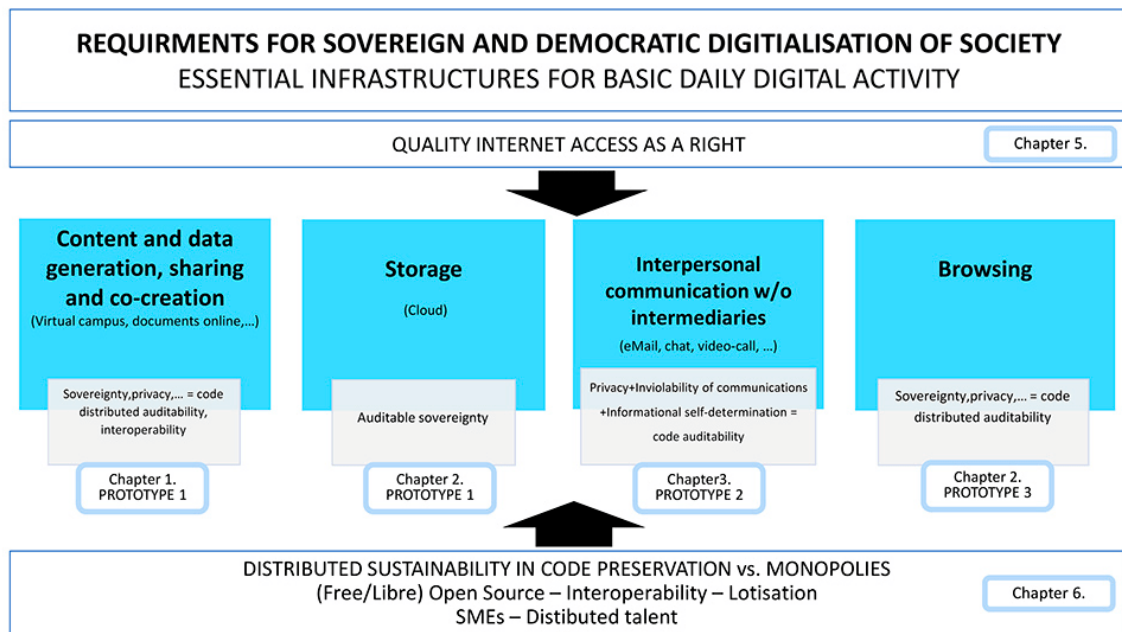 REQUIRMENTS FOR SOVEREIGN AND DEMOCRATIC DIGITIALISATION OF SOCIETY
ESSENTIAL INFRASTRUCTURES FOR BASIC DAILY DIGITAL ACTIVITY
QUALITY INTERNET ACCESS AS A RIGHT
Chapter 5.
Content and data
generation, sharing
and co-creation
(Virtual campus, documents online,...)
Sovereignty,privacy,... = code
distributed auditability,
interoperability
Chapter 1.
PROTOTYPE 1
Storage
(Cloud)
Auditable sovereignty
Chapter 2.
PROTOTYPE 1
Interpersonal
communication w/o
intermediaries
(eMail, chat, video-call, ...)
Privacy+Inviolability of communications
+Informational self-determination =
code auditability
Chapter3.
PROTOTYPE 2
Browsing
Sovereignty,privacy,... = code
distributed auditability
Chapter 2.
PROTOTYPE 3
DISTRIBUTED SUSTAINABILITY IN CODE PRESERVATION vs. MONOPOLIES
(Free/Libre) Open Source – Interoperability – Lotisation
SMEs – Distibuted talent
Chapter 6.